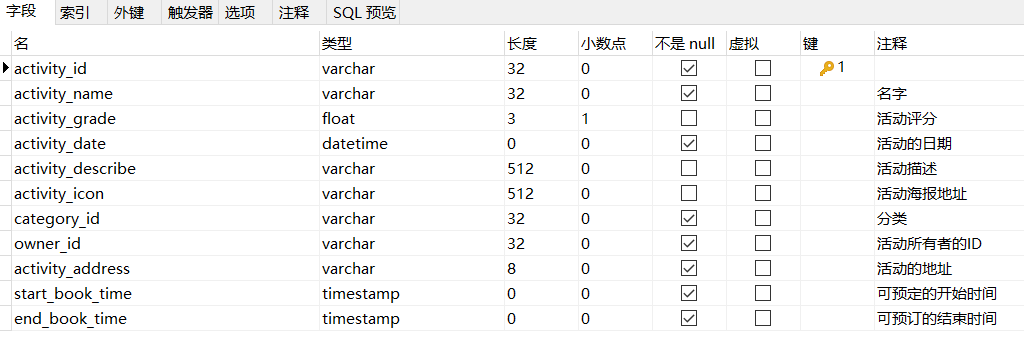 字段 索引 外键 触发器 选项 注释 SQL 预览
名 类型 长度 小数点 不是 null 虚拟 键 注释
activity_id varchar 32 0 1
activity_name varchar 32 0 名字
activity_grade float 3 1 活动评分
activity_date datetime 0 0 活动的日期
activity_describe varchar 512 0 活动描述
activity_icon varchar 512 0 活动海报地址
category_id varchar 32 0 分类
owner_id varchar 32 0 活动所有者的ID
activity_address varchar 8 0 活动的地址
start_book_time timestamp 0 0 可预定的开始时间
end_book_time timestamp 0 0 可预订的结束时间